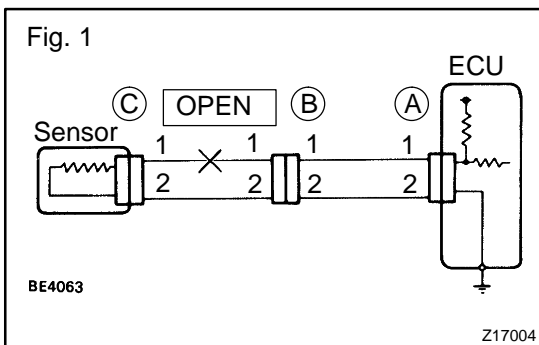 Fig. 1
ECU
C OPEN B A
Sensor
1 1 1 1
2 2 2 2
BE4063
Z17004